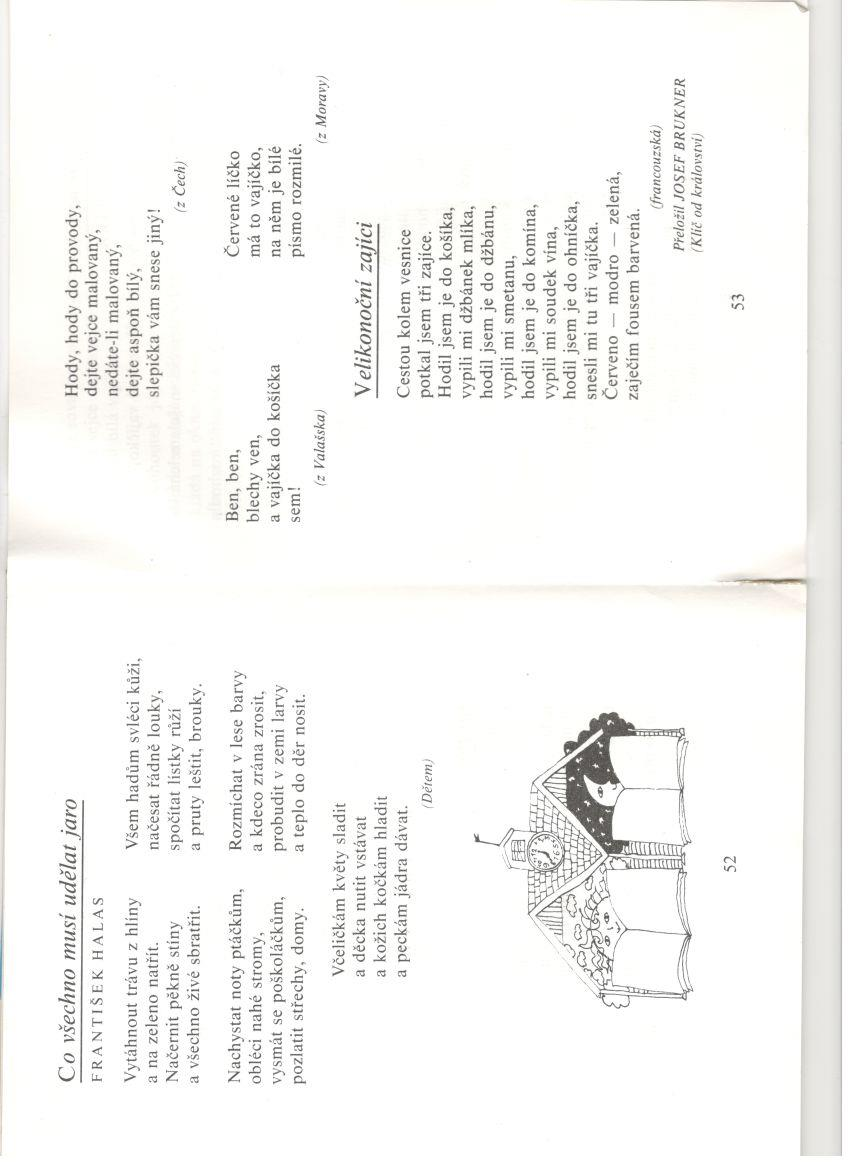 Co všechno musí udělat jaro
FRANTIŠEK HALAS
Vytáhnout trávu z hlíny
a na zeleno natřít.
Načernit pěkně stíny
a všechno živé sbratřit.
Všem hadům svléci kůži,
načesat řádně louky,
spočítat lístky růží
a pruty leštit, brouky.
Nachystat noty ptáčkům,
obléci nahé stromy,
vysmát se poškoláčkům,
pozlatit střechy, domy.
Rozmíchat v lese barvy
a kdeco zrána zrosit,
probudit v zemi larvy
a teplo do děr nosit.
Včeličkám květy sladit
a děcka nutit vstávat
a kožich kočkám hladit
a peckám jádra dávat.
(Dětem)
52
Hody, hody do provody,
dejte vejce malovaný,
nedáte-li malovaný,
dejte aspoň bílý,
slepička vám snese jiný!
(z Čech)
Ben, ben,
blechy ven,
a vajíčka do košíčka
sem!
(z Valašska)
Červené líčko
má to vajíčko,
na něm je bílé
písmo rozmilé.
(z Moravy)
Velikonoční zajíci
Cestou kolem vesnice
potkal jsem tři zajíce.
Hodil jsem je do košíka,
vypili mi džbánek mlíka,
hodil jsem je do džbánu,
vypili mi smetanu,
hodil jsem je do komína,
vypili mi soudek vína,
hodil jsem je do ohníčka,
snesli mi tu tři vajíčka.
Červeno — modro — zelená,
zaječím fousem barvená.
(francouzská)
Přeložil JOSEF BRUKNER
(Klíč od království)
53